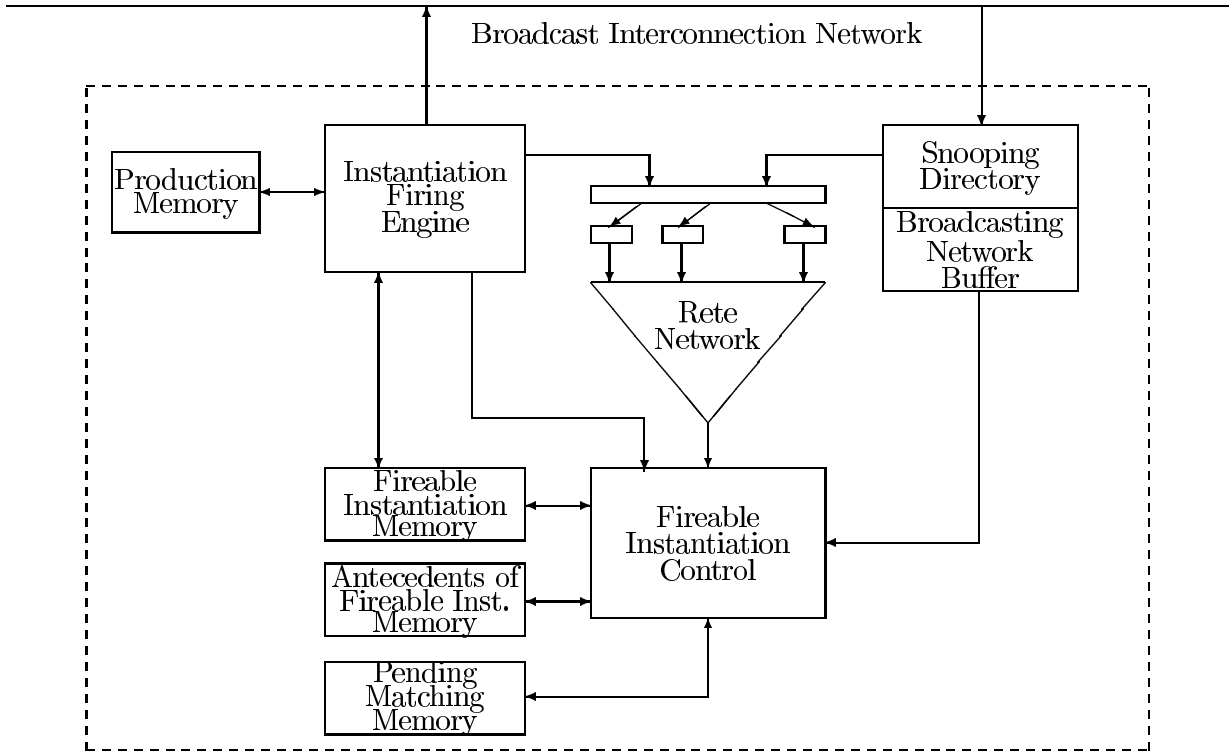 Broadcast Interconnection Network
Production
Memory
Instantiation
Firing
Engine
Snooping
Directory
Broadcasting
Network
Buffer
Rete
Network
Fireable
Instantiation
Memory
Fireable
Instantiation
Control
Antecedents of
Fireable Inst.
Memory
Pending
Matching
Memory